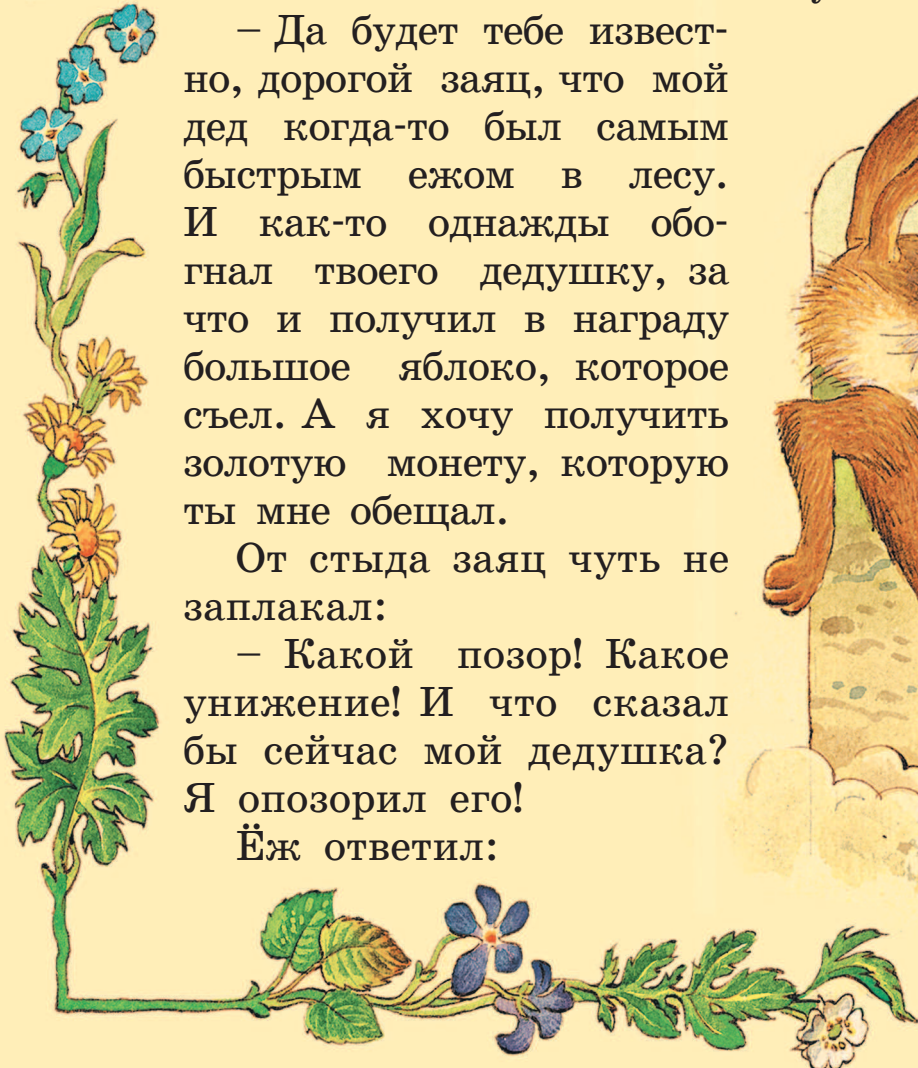 – Да будет тебе извест-
но, дорогой заяц, что мой
дед когда-то был самым
быстрым ежом в лесу.
И как-то однажды обо-
гнал твоего дедушку, за
что и получил в награду
большое яблоко, которое
съел. А я хочу получить
золотую монету, которую
ты мне обещал.
От стыда заяц чуть не
заплакал:
– Какой позор! Какое
унижение! И что сказал
бы сейчас мой дедушка?
Я опозорил его!
Ёж ответил: